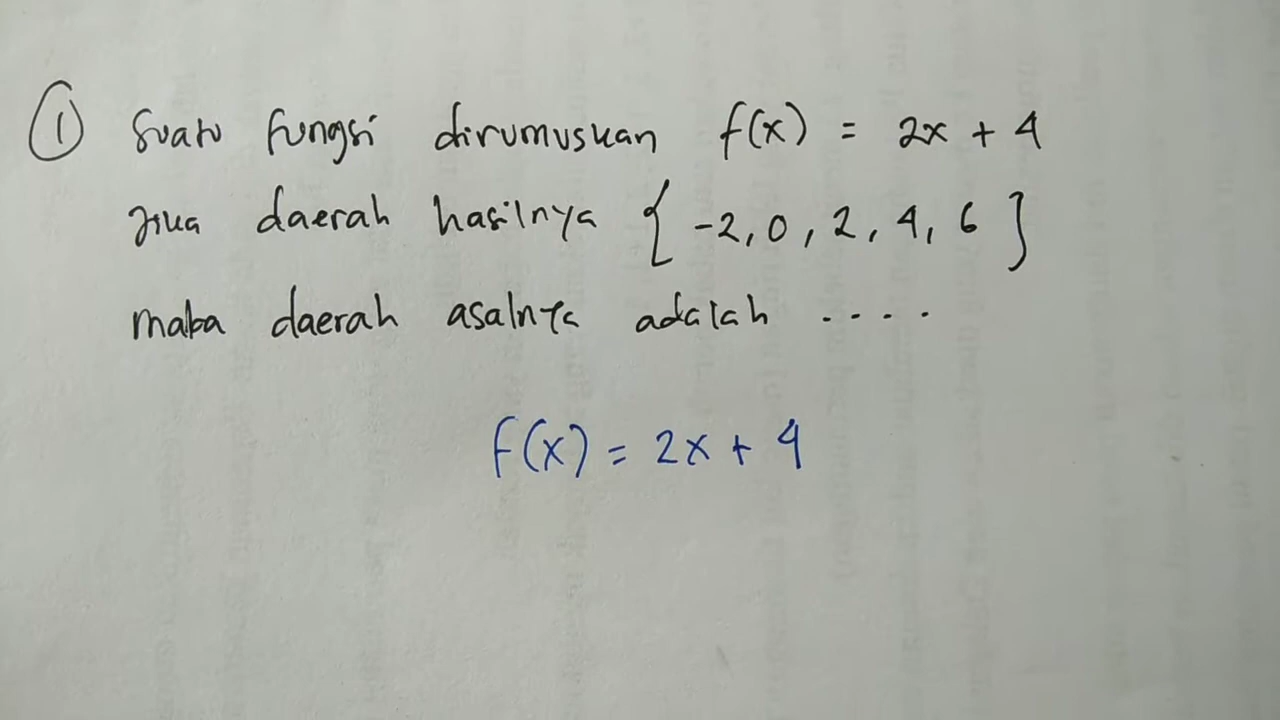 ① Suatu fungsi dirumuskan f(x) = 2x + 4
jika daerah hasilnya { -2, 0, 2, 4, 6 }
maka daerah asalnya adalah ....
f(x) = 2x + 4